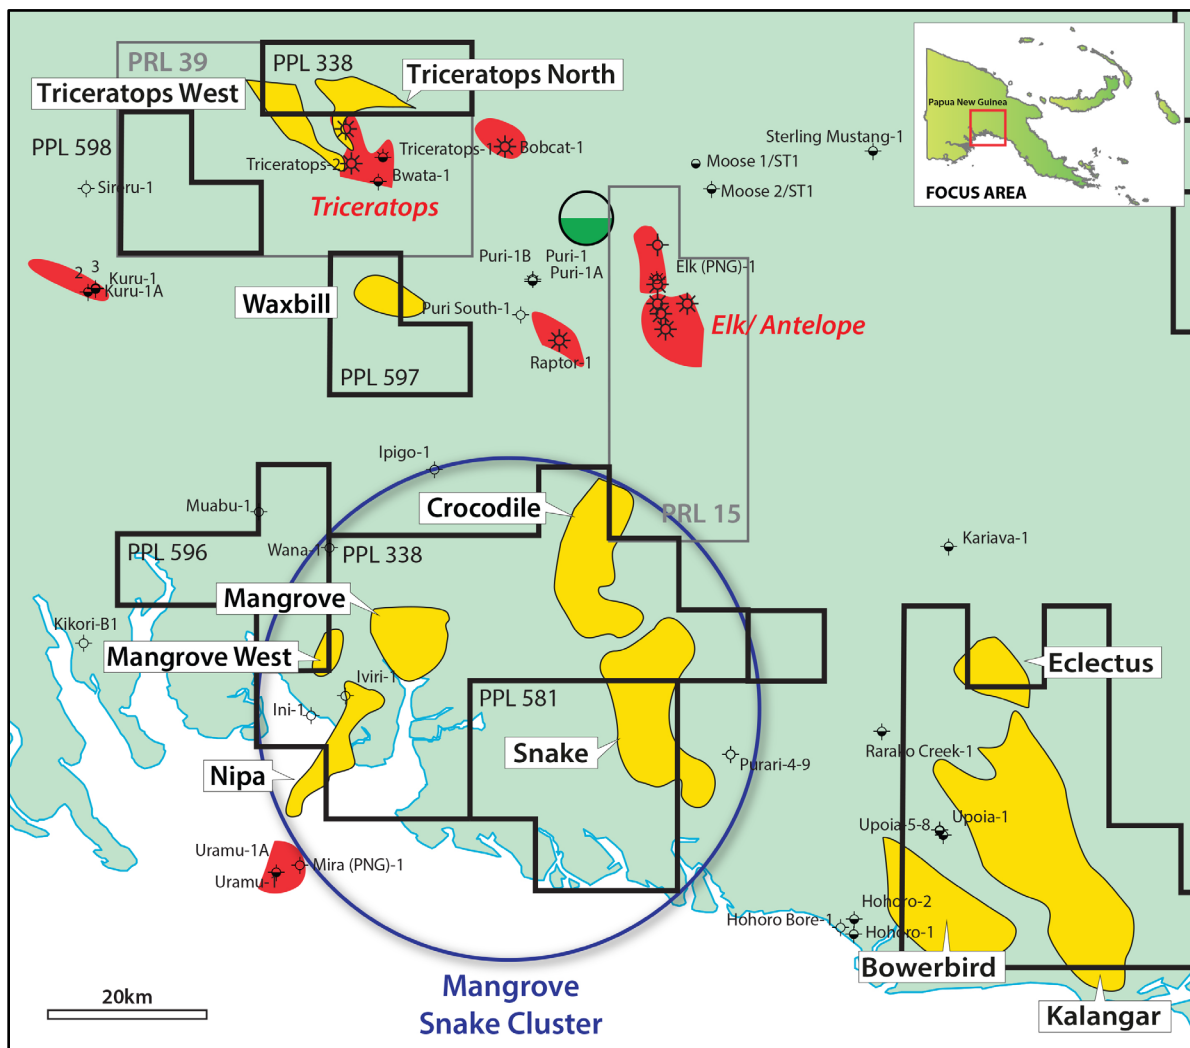 PRL 39
PPL 338
Triceratops North
Triceratops West
PPL 598
Triceratops-1
Bobcat-1
Triceratops-2
Bwata-1
Sireru-1
Triceratops
Sterling Mustang-1
Moose 1/ST1
Moose 2/ST1
Papua New Guinea
FOCUS AREA
2
3
Kuru-1
Kuru-1A
Puri-1B
Puri-1
Puri-1A
Elk (PNG)-1
Waxbill
Puri South-1
Elk/ Antelope
Raptor-1
PPL 597
Ipigo-1
Crocodile
Muabu-1
PRL 15
PPL 596
Wana-1
PPL 338
Kariava-1
Mangrove
Kikori-B1
Mangrove West
Iviri-1
Eclectus
Ini-1
PPL 581
Snake
Nipa
Purari-4-9
Rarako Creek-1
Upoia-5-8
Upoia-1
Uramu-1A
Mira (PNG)-1
Uramu-1
Hohoro-2
Hohoro Bore-1
Hohoro-1
Bowerbird
Mangrove
Snake Cluster
20km
Kalangar